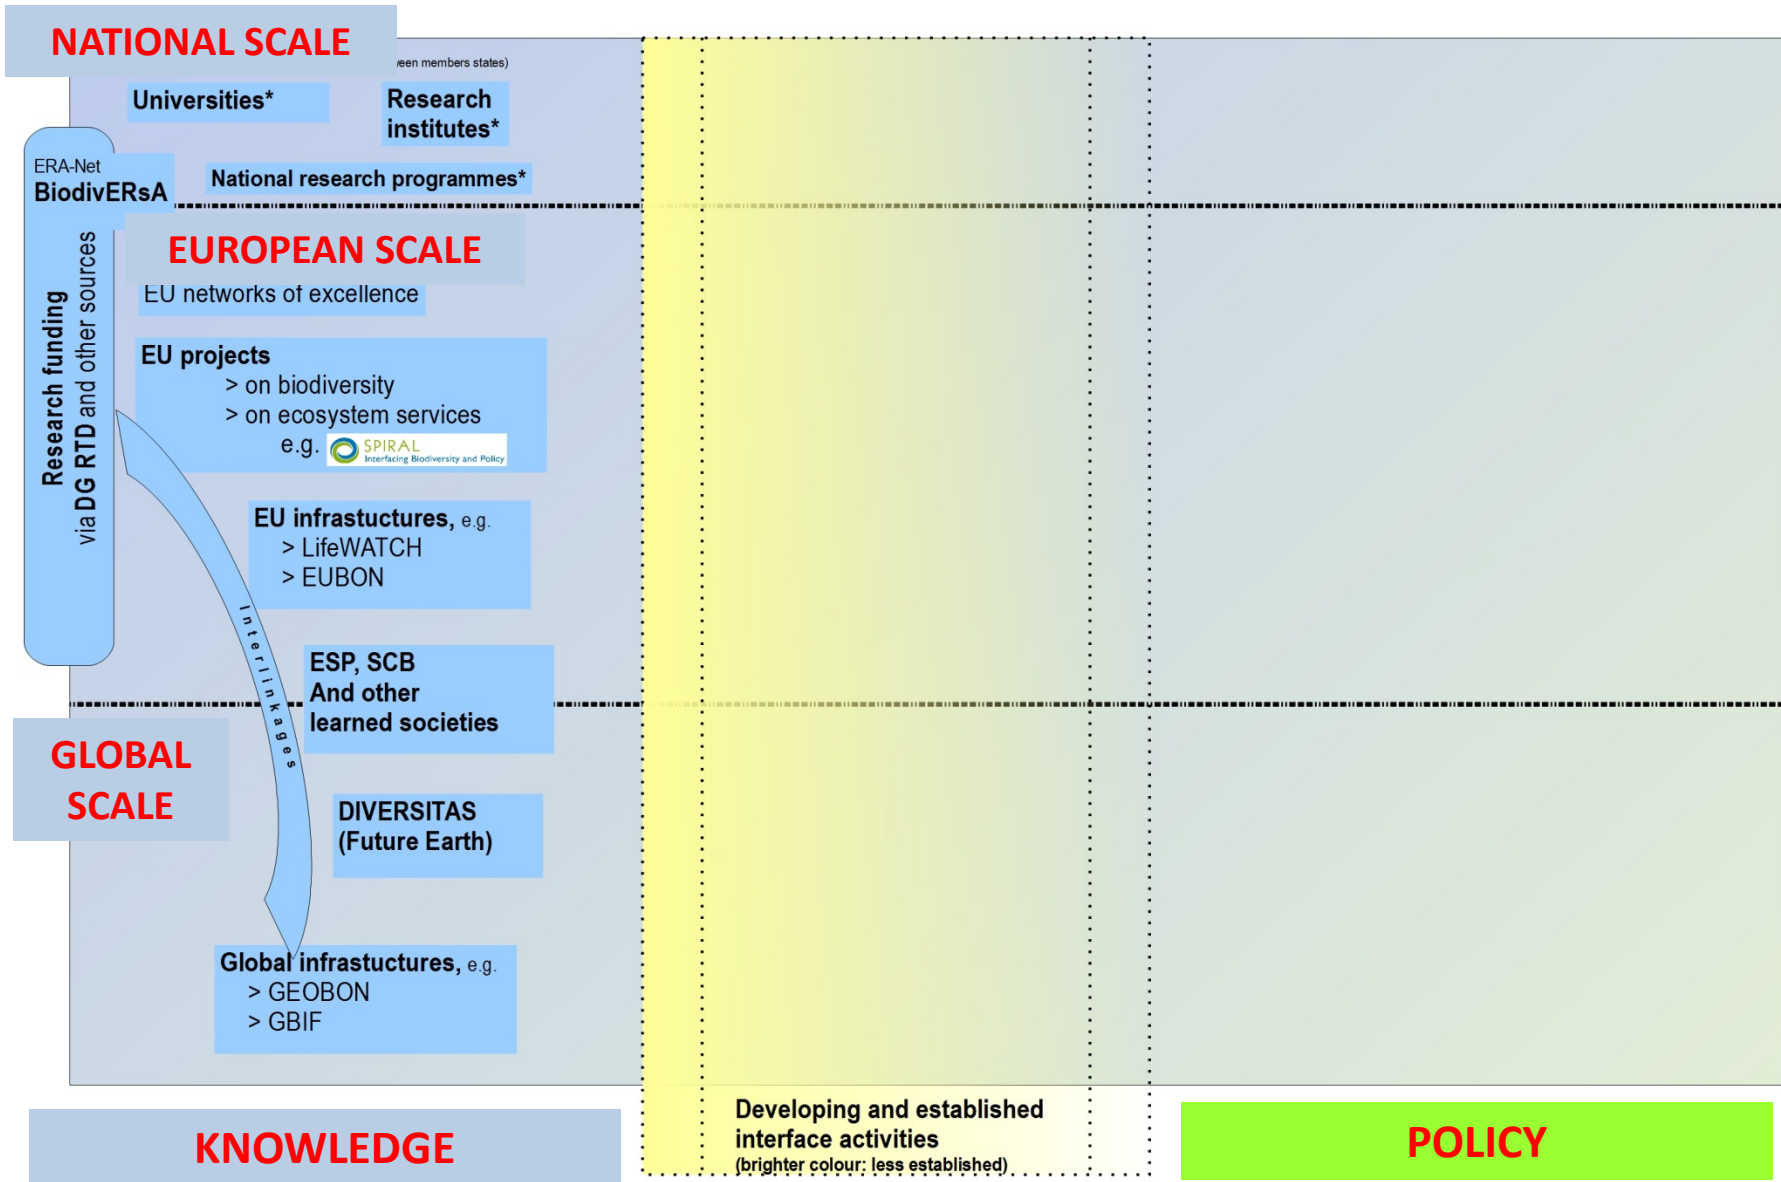 NATIONAL SCALE
members states)
Universities*
Research
institutes*
ERA-Net
BiodivERsA
National research programmes*
EUROPEAN SCALE
EU networks of excellence
Research funding
via DG RTD and other sources
EU projects
> on biodiversity
> on ecosystem services
e.g. SPIRAL
Interfacing Biodiversity and Policy
EU infrastuctures, e.g.
> LifeWATCH
> EUBON
Interlinkages
ESP, SCB
And other
learned societies
GLOBAL
SCALE
DIVERSITAS
(Future Earth)
Global infrastuctures, e.g.
> GEOBON
> GBIF
Developing and established
interface activities
(brighter colour: less established)
KNOWLEDGE
POLICY